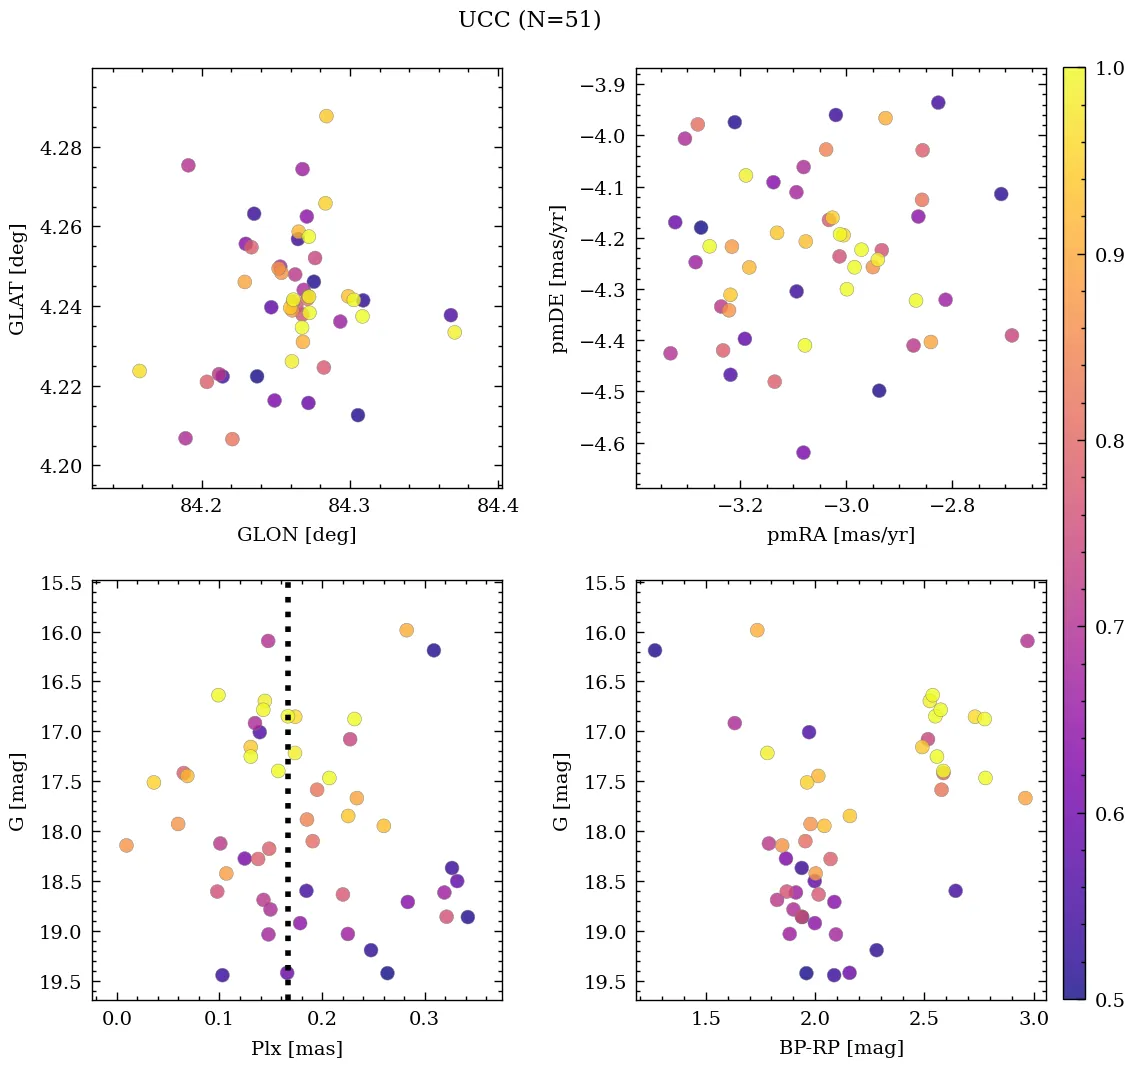 UCC (N=51)
4.28
4.26
4.24
4.22
4.20
GLAT [deg]
84.2 84.3 84.4
GLON [deg]
−3.9
−4.0
−4.1
−4.2
−4.3
−4.4
−4.5
−4.6
pmDE [mas/yr]
−3.2 −3.0 −2.8
pmRA [mas/yr]
15.5
16.0
16.5
17.0
17.5
18.0
18.5
19.0
19.5
G [mag]
0.0 0.1 0.2 0.3
Plx [mas]
15.5
16.0
16.5
17.0
17.5
18.0
18.5
19.0
19.5
G [mag]
1.5 2.0 2.5 3.0
BP-RP [mag]
1.0
0.9
0.8
0.7
0.6
0.5